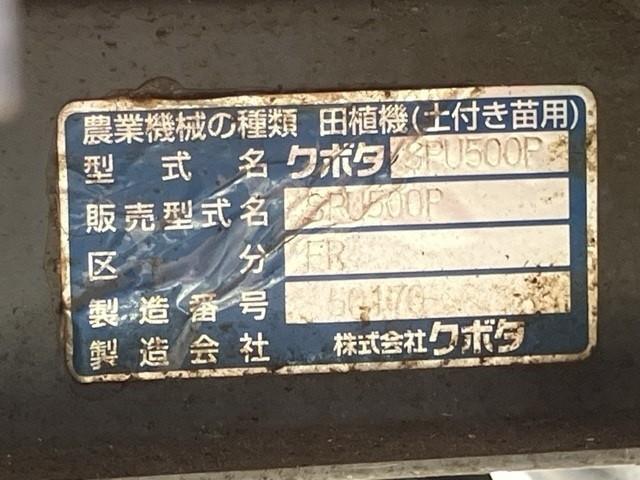 農業機械の種類 田植機(土付き苗用)
型式名 クボタ SPU500P
販売型式名 SPU500P
区分 FR
製造番号 50170
製造会社 株式会社クボタ